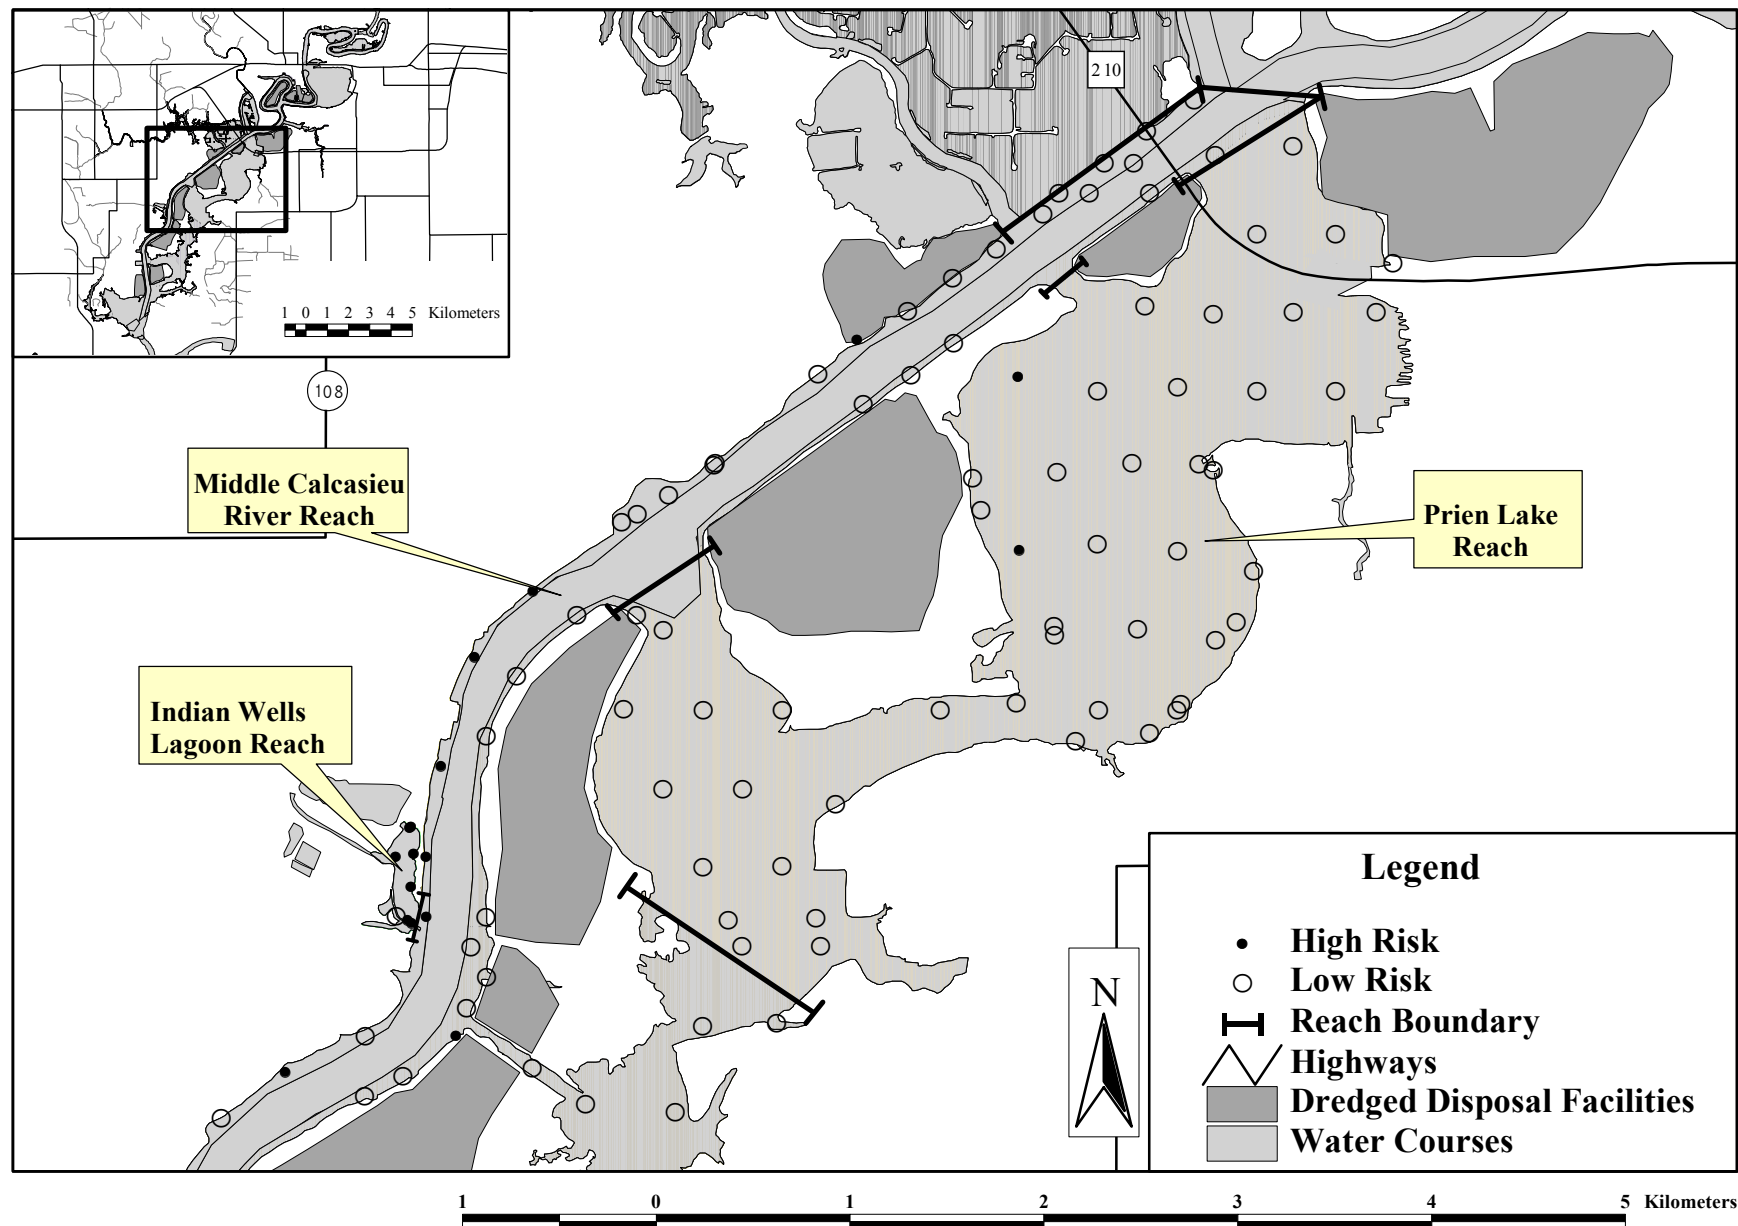 210
1 0 1 2 3 4 5 Kilometers
108
Middle Calcasieu
River Reach
Prien Lake
Reach
Indian Wells
Lagoon Reach
Legend
High Risk
Low Risk
Reach Boundary
Highways
Dredged Disposal Facilities
Water Courses
N
1 0 1 2 3 4 5 Kilometers